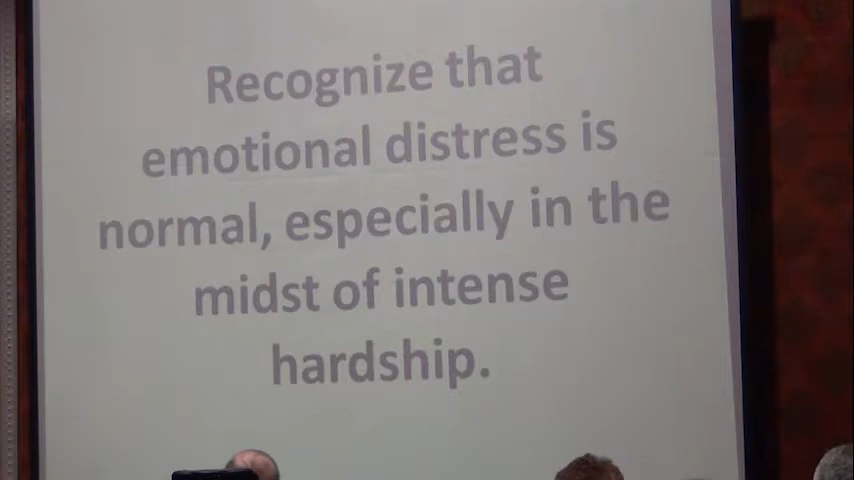 Recognize that
emotional distress is
normal, especially in the
midst of intense
hardship.